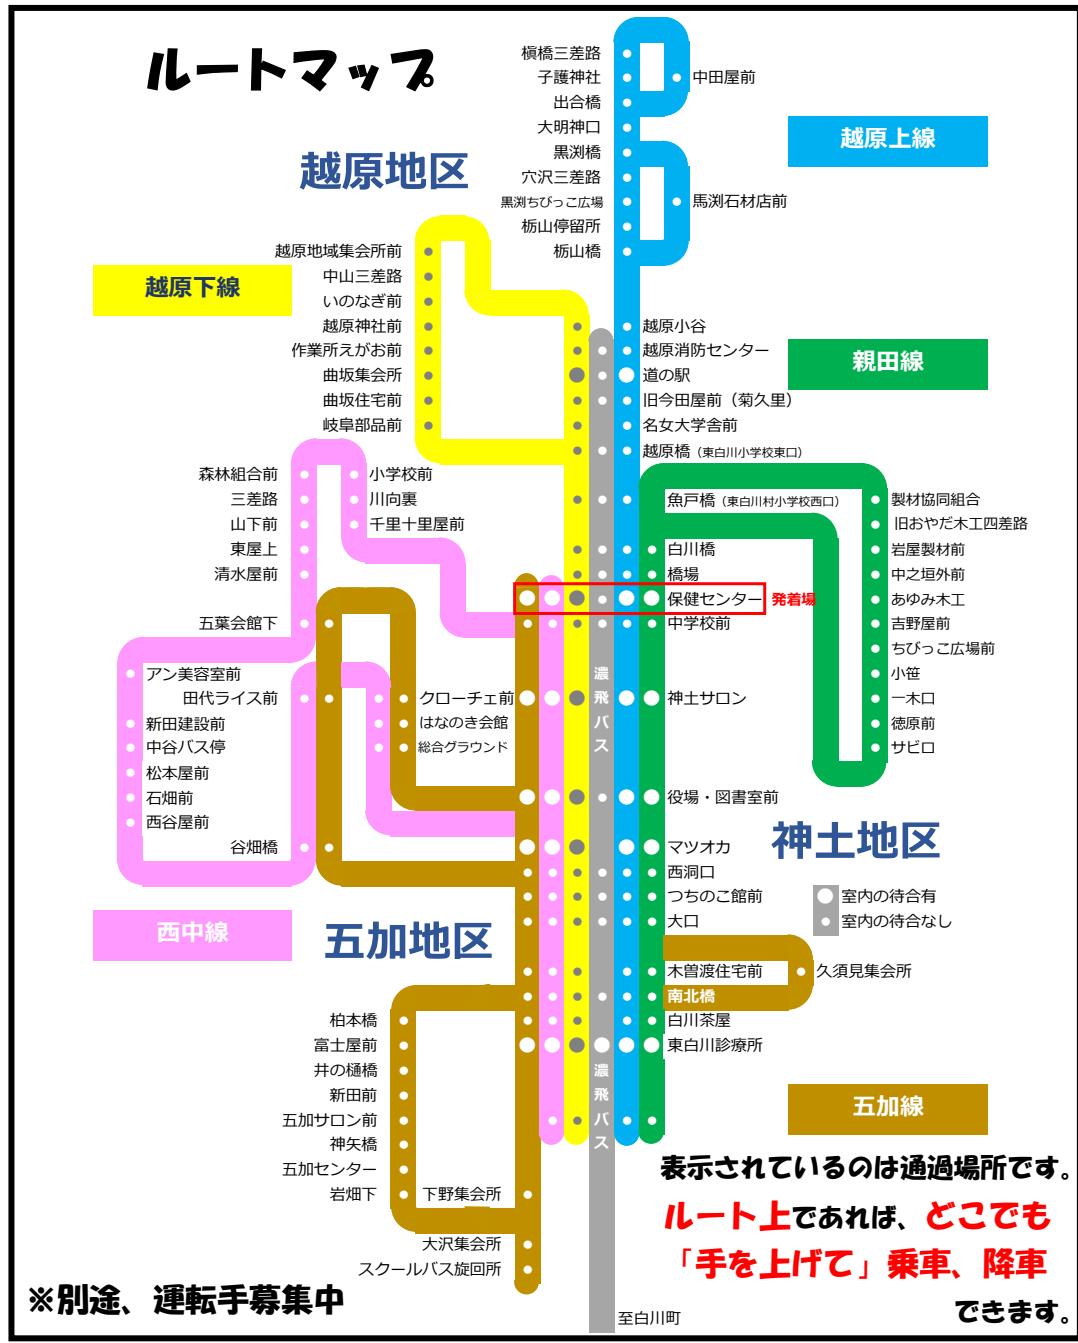 ルートマップ
槇橋三差路
子護神社
中田屋前
出合橋
大明神口
越原上線
黒渕橋
越原地区
穴沢三差路
黒渕ちびっこ広場
馬渕石材店前
栃山停留所
栃山橋
越原地域集会所前
中山三差路
越原下線
いのなぎ前
越原神社前
越原小谷
作業所えがお前
越原消防センター
親田線
曲坂集会所
道の駅
曲坂住宅前
旧今田屋前（菊久里）
岐阜部品前
名女大学舎前
越原橋（東白川小学校東口）
森林組合前
小学校前
三差路
川向裏
魚戸橋（東白川村小学校西口）
製材協同組合
山下前
千里十里屋前
旧おやだ木工四差路
東屋上
白川橋
岩屋製材前
清水屋前
橋場
中之垣外前
保健センター
発着場
あゆみ木工
五葉会館下
中学校前
吉野屋前
ちびっこ広場前
アン美容室前
濃飛バス
小笹
田代ライス前
クローチェ前
神土サロン
一木口
新田建設前
はなのき会館
徳原前
中谷バス停
総合グラウンド
サビロ
松本屋前
石畑前
役場・図書室前
西谷屋前
谷畑橋
マツオカ
神土地区
西洞口
つちのこ館前
室内の待合有
西中線
五加地区
大口
室内の待合なし
木曽渡住宅前
久須見集会所
南北橋
柏本橋
白川茶屋
富士屋前
東白川診療所
井の樋橋
濃飛バス
新田前
五加サロン前
五加線
神矢橋
五加センター
表示されているのは通過場所です。
岩畑下
下野集会所
ルート上であれば、どこでも
大沢集会所
「手を上げて」乗車、降車
スクールバス旋回所
※別途、運転手募集中
できます。
至白川町